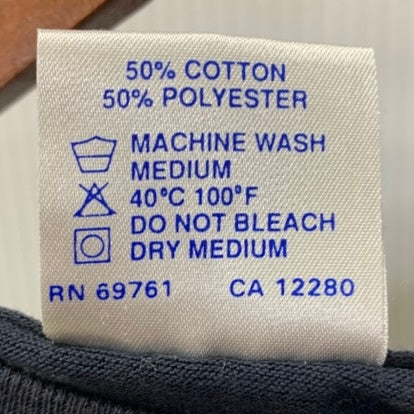 50% COTTON
50% POLYESTER
MACHINE WASH
MEDIUM
40°C 100°F
DO NOT BLEACH
DRY MEDIUM
RN 69761 CA 12280